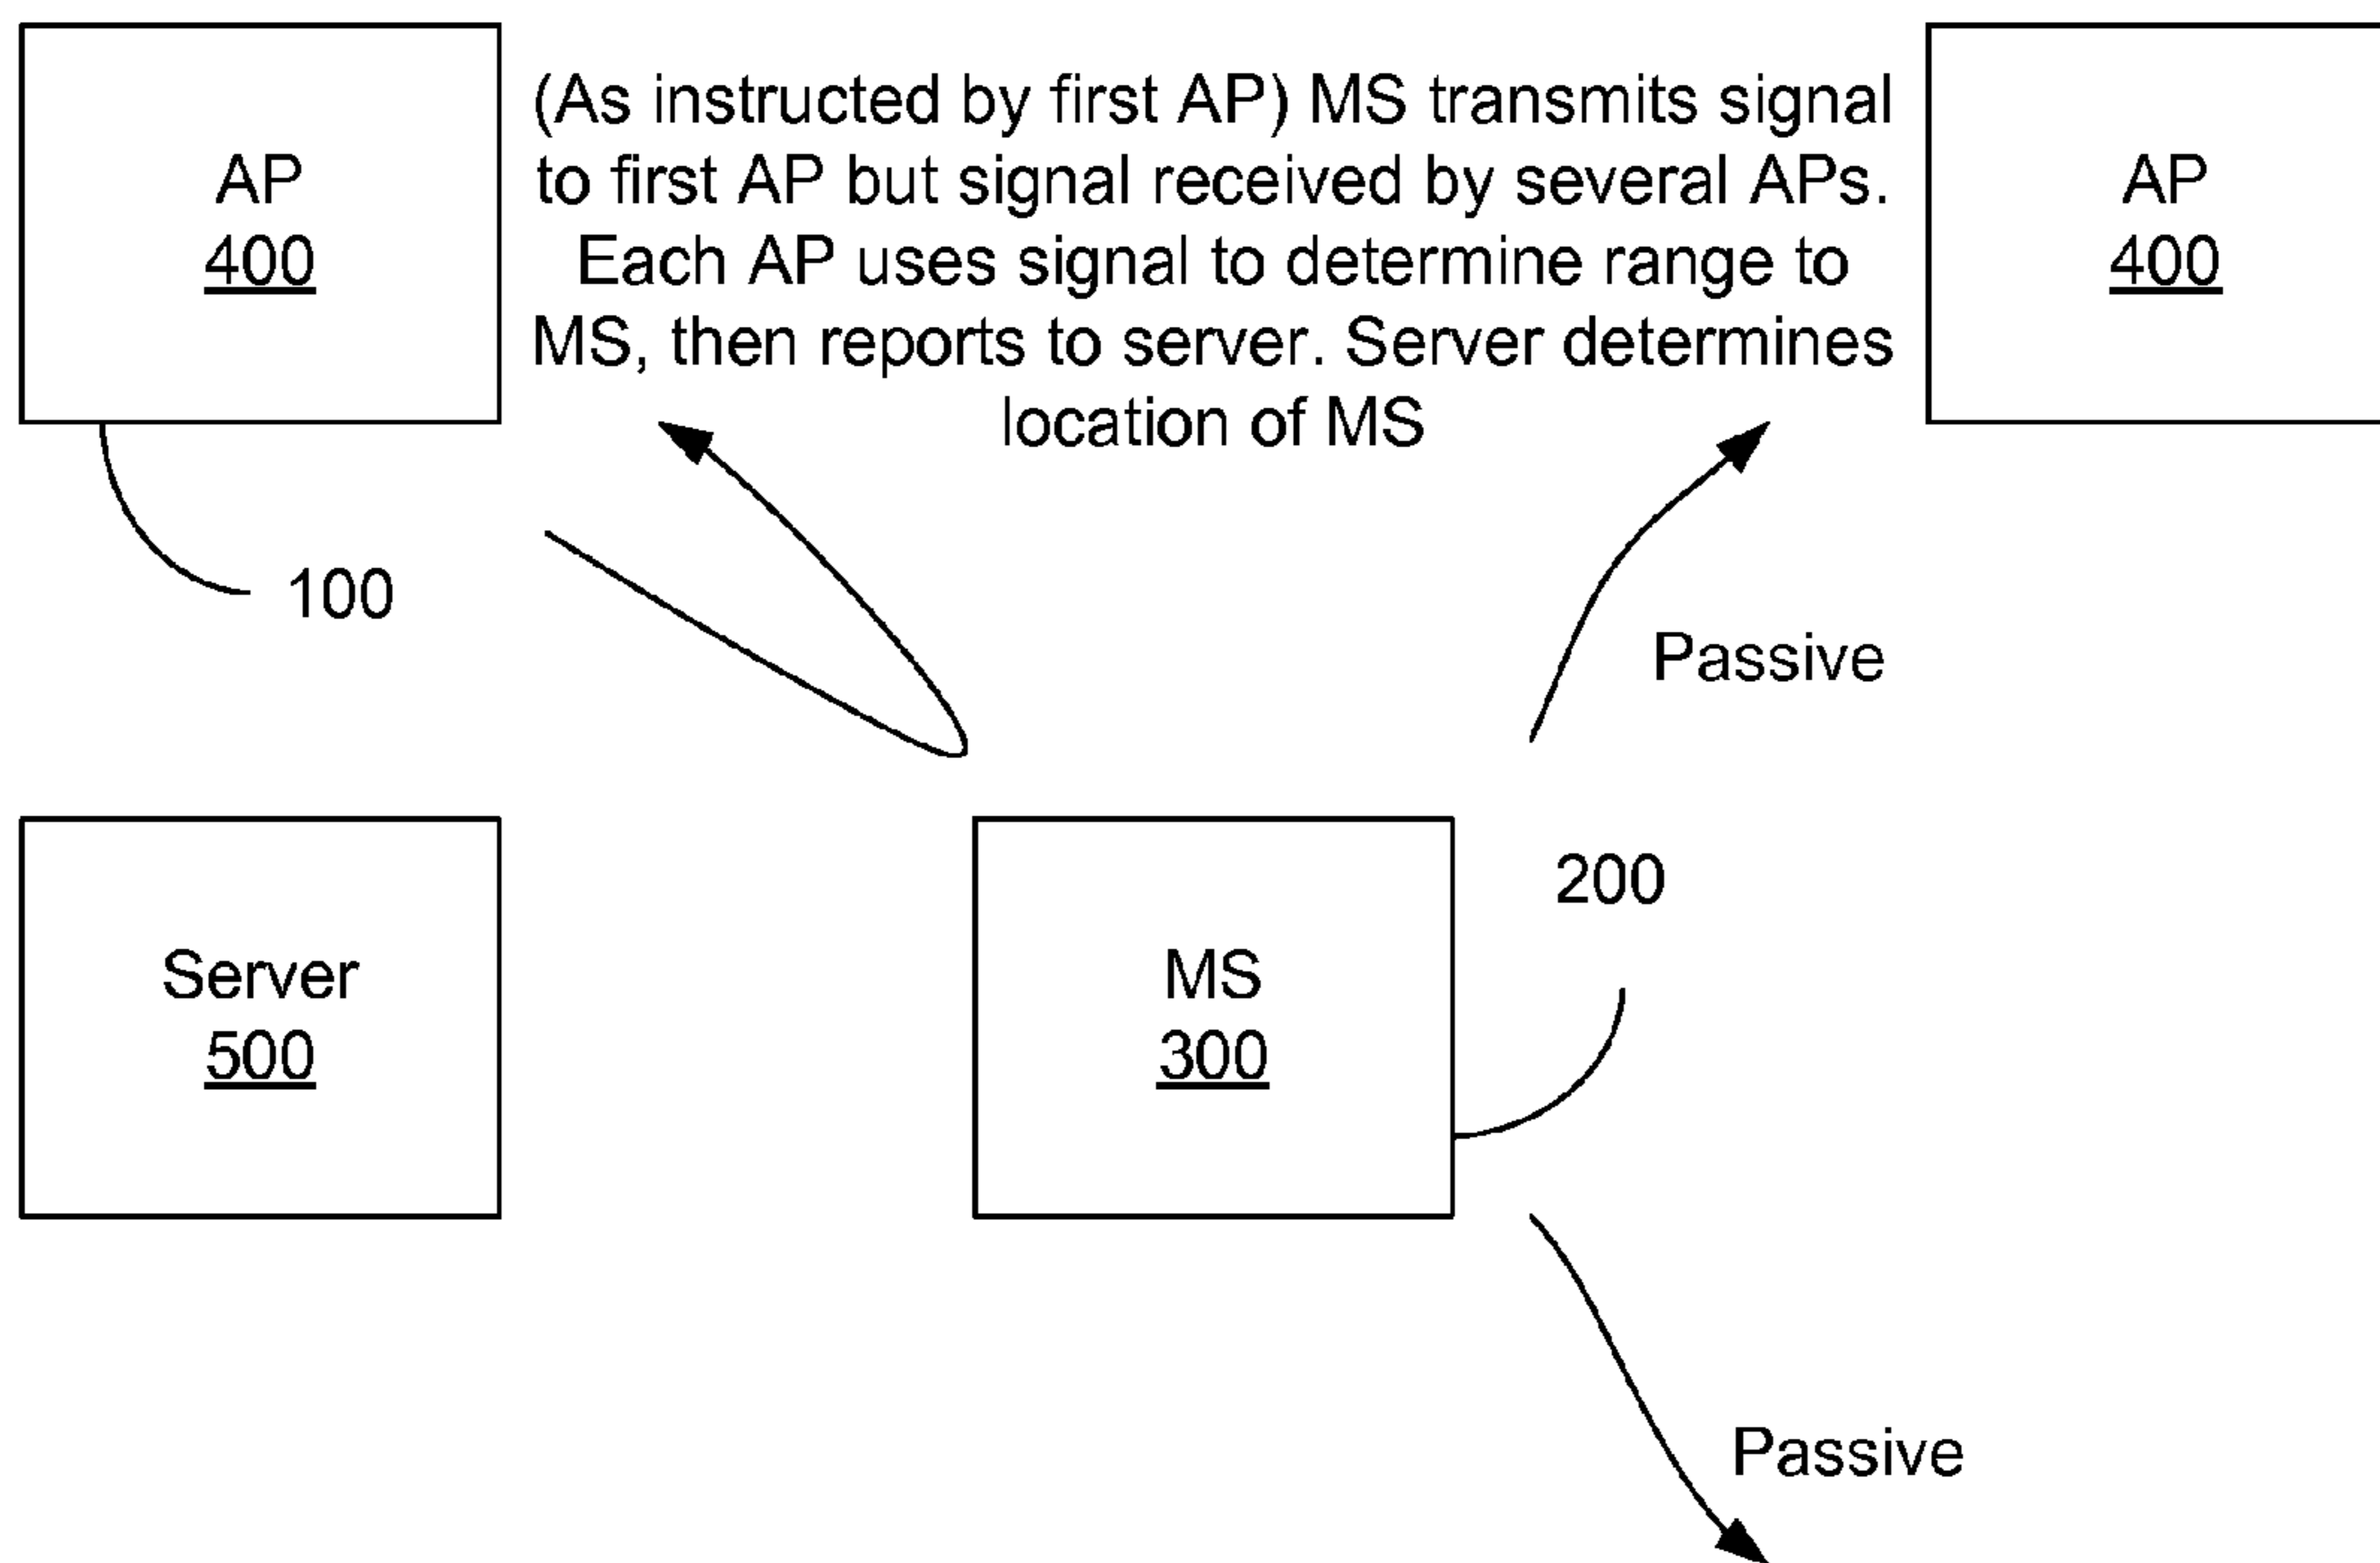 AP
400
(As instructed by first AP) MS transmits signal
to first AP but signal received by several APs.
Each AP uses signal to determine range to
MS, then reports to server. Server determines
location of MS
AP
400
100
Passive
Server
500
MS
300
200
Passive